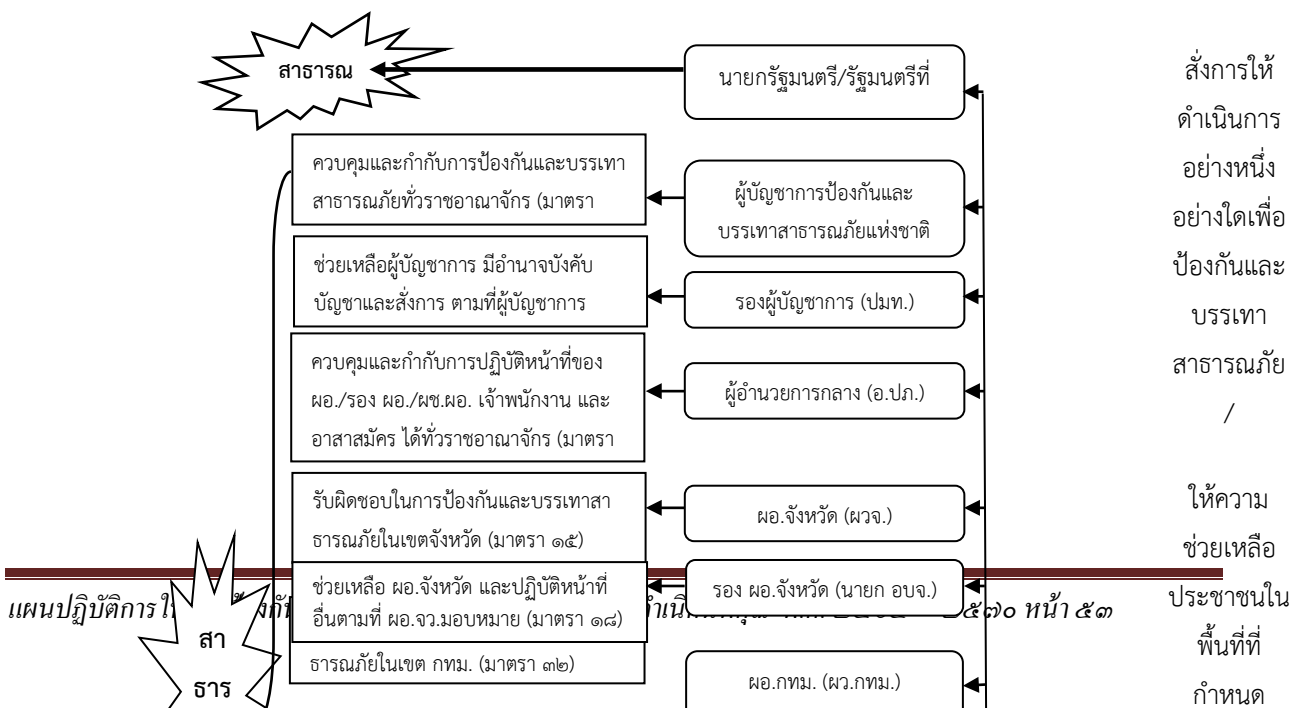 สาธารณ
นายกรัฐมนตรี/รัฐมนตรีที่
ควบคุมและกำกับการป้องกันและบรรเทา
สาธารณภัยทั่วราชอาณาจักร (มาตรา
ผู้บัญชาการป้องกันและ
บรรเทาสาธารณภัยแห่งชาติ
ช่วยเหลือผู้บัญชาการ มีอำนาจบังคับ
บัญชาและสั่งการ ตามที่ผู้บัญชาการ
รองผู้บัญชาการ (ปมท.)
ควบคุมและกำกับการปฏิบัติหน้าที่ของ
ผอ./รอง ผอ./ผช.ผอ. เจ้าพนักงาน และ
อาสาสมัคร ได้ทั่วราชอาณาจักร (มาตรา
ผู้อำนวยการกลาง (อ.ปภ.)
รับผิดชอบในการป้องกันและบรรเทาสา
ธารณภัยในเขตจังหวัด (มาตรา ๑๕)
ผอ.จังหวัด (ผวจ.)
ช่วยเหลือ ผอ.จังหวัด และปฏิบัติหน้าที่
อื่นตามที่ ผอ.จว.มอบหมาย (มาตรา ๑๘)
รอง ผอ.จังหวัด (นายก อบจ.)
ธารณภัยในเขต กทม. (มาตรา ๓๒)
ผอ.กทม. (ผว.กทม.)
สั่งการให้
ดำเนินการ
อย่างหนึ่ง
อย่างใดเพื่อ
ป้องกันและ
บรรเทา
สาธารณภัย
/
ให้ความ
ช่วยเหลือ
ประชาชนใน
พื้นที่ที่
กำหนด
สา
ธาร
แผนปฏิบัติการ ๒๕๗๐ หน้า ๕๓